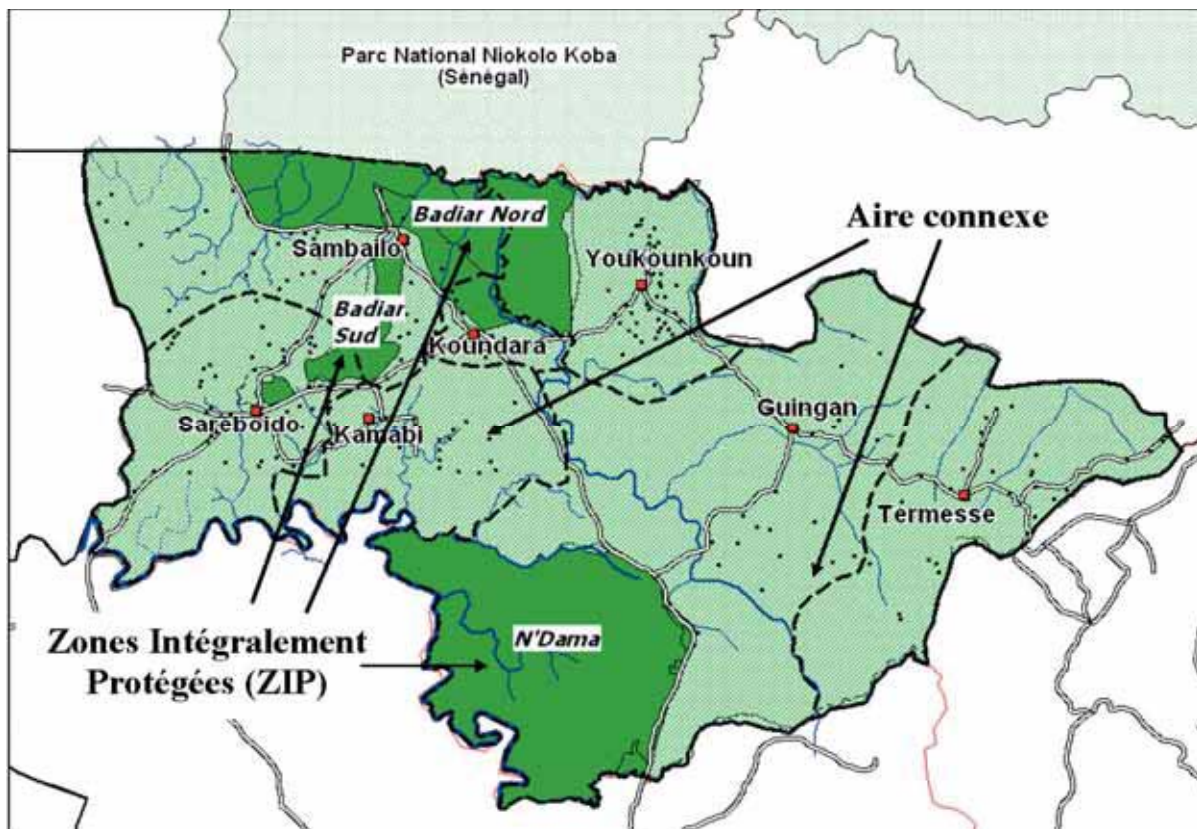 Parc National Niokolo Koba
(Sénégal)
Aire connexe
Badiar Nord
Sambailo
Youkounkoun
Badiar
Sud
Koundara
Guingan
Sareboido
Kamabi
Termesse
Zones Intégralement
Protégées (ZIP)
N'Dama